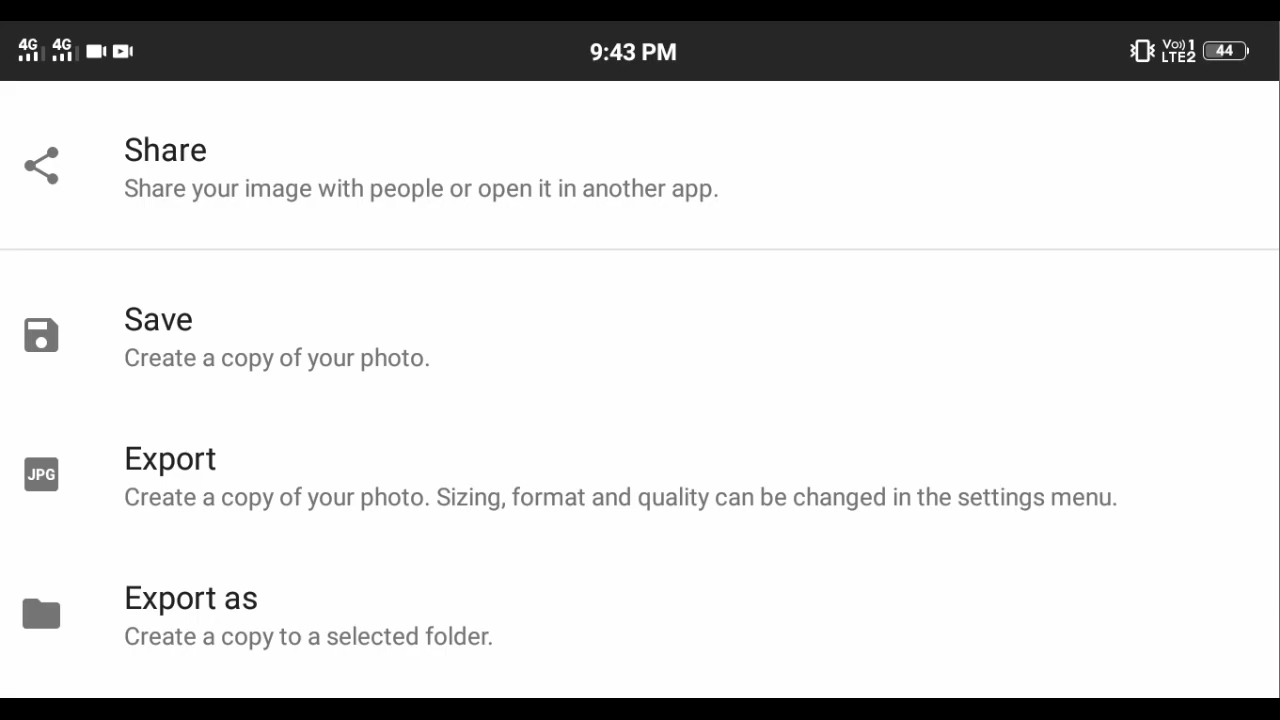 4G 4G 9:43 PM Vo)) 1 LTE2 44
Share
Share your image with people or open it in another app.
Save
Create a copy of your photo.
JPG
Export
Create a copy of your photo. Sizing, format and quality can be changed in the settings menu.
Export as
Create a copy to a selected folder.